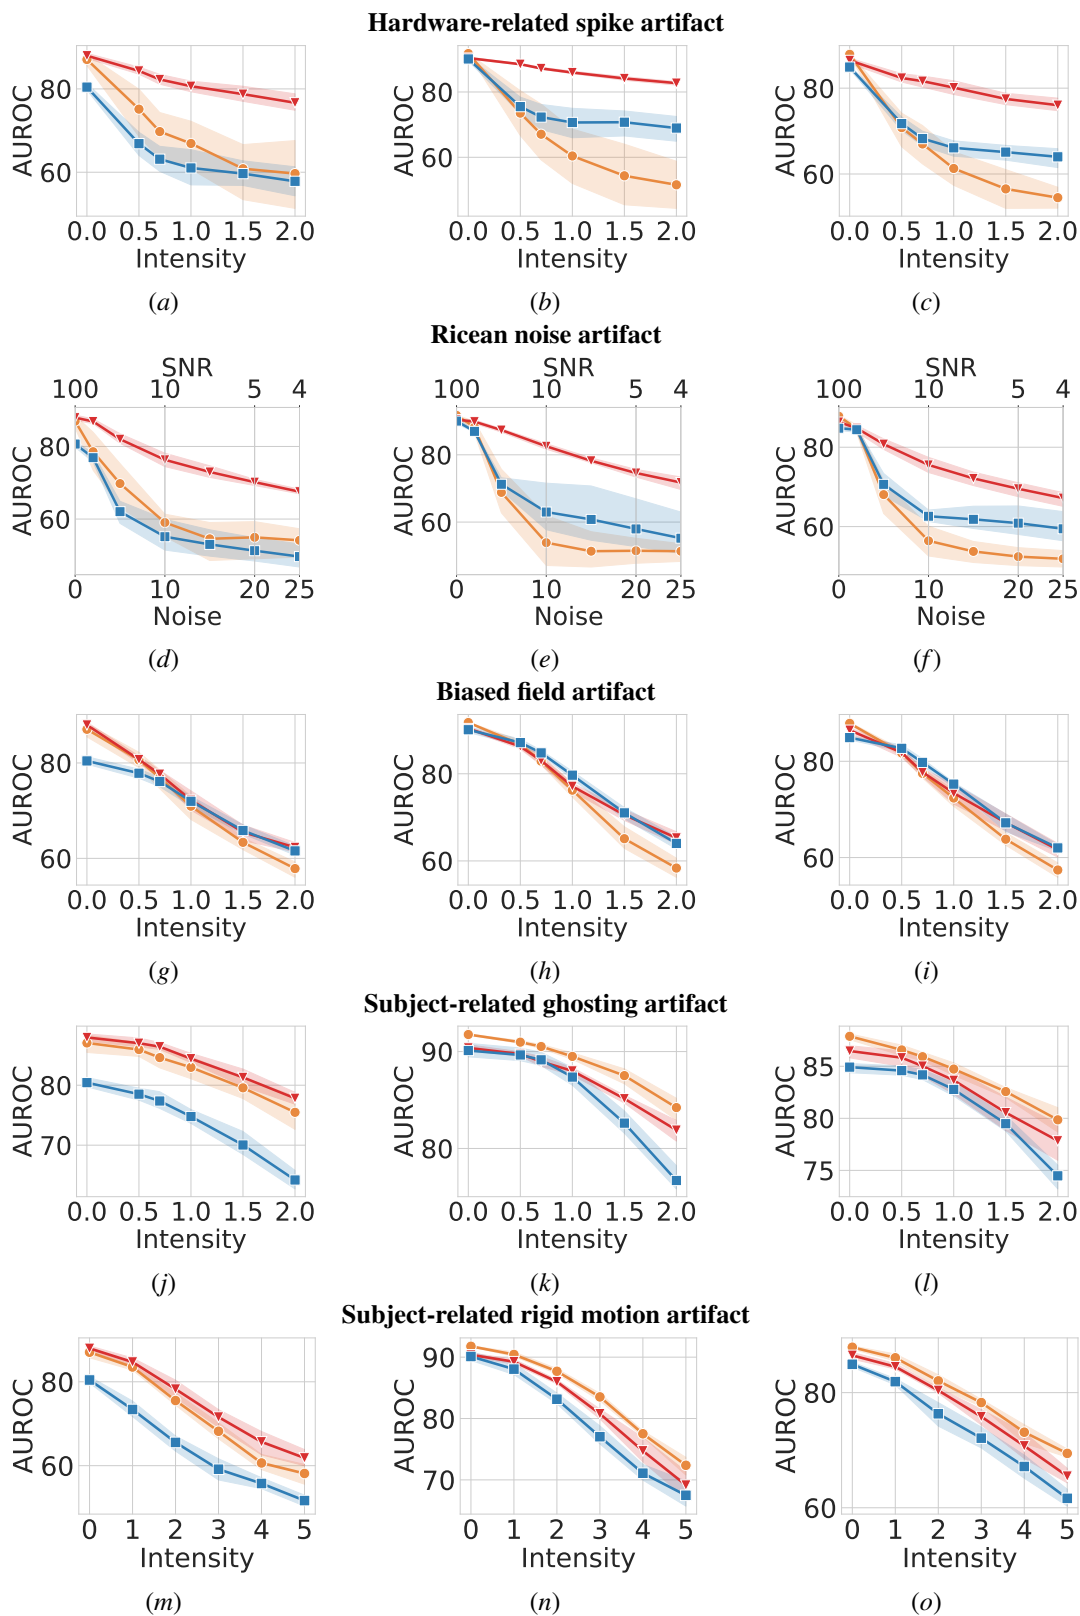 Hardware-related spike artifact
AUROC 80 60
AUROC 80 60
AUROC 80 60
0.0 0.5 1.0 1.5 2.0
0.0 0.5 1.0 1.5 2.0
0.0 0.5 1.0 1.5 2.0
Intensity Intensity Intensity
(a) (b) (c)
Ricean noise artifact
SNR SNR SNR
100 10 5 4
100 10 5 4
100 10 5 4
AUROC 80 60
AUROC 80 60
AUROC 80 60
0 10 20 25
0 10 20 25
0 10 20 25
Noise Noise Noise
(d) (e) (f)
Biased field artifact
AUROC 80 60
AUROC 80 60
AUROC 80 60
0.0 0.5 1.0 1.5 2.0
0.0 0.5 1.0 1.5 2.0
0.0 0.5 1.0 1.5 2.0
Intensity Intensity Intensity
(g) (h) (i)
Subject-related ghosting artifact
AUROC 80 70
AUROC 90 80
AUROC 85 80 75
0.0 0.5 1.0 1.5 2.0
0.0 0.5 1.0 1.5 2.0
0.0 0.5 1.0 1.5 2.0
Intensity Intensity Intensity
(j) (k) (l)
Subject-related rigid motion artifact
AUROC 80 60
AUROC 90 80 70
AUROC 80 60
0 1 2 3 4 5
0 1 2 3 4 5
0 1 2 3 4 5
Intensity Intensity Intensity
(m) (n) (o)